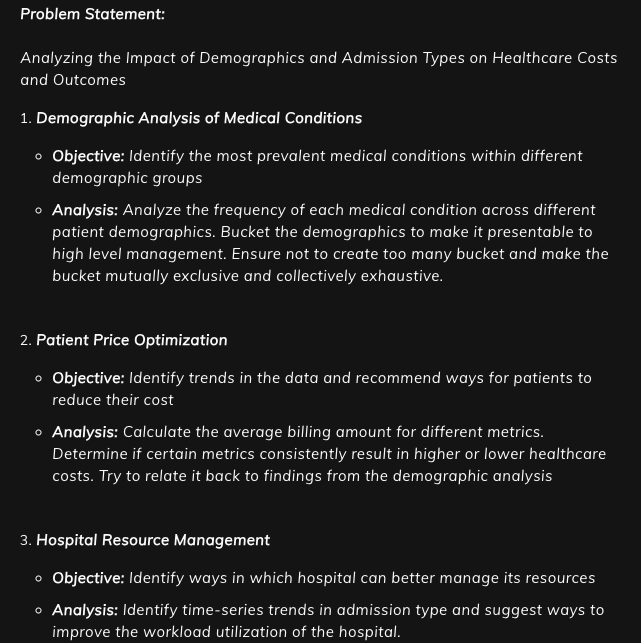 Problem Statement:
Analyzing the Impact of Demographics and Admission Types on Healthcare Costs
and Outcomes
1. Demographic Analysis of Medical Conditions
Objective: Identify the most prevalent medical conditions within different
demographic groups
Analysis: Analyze the frequency of each medical condition across different
patient demographics. Bucket the demographics to make it presentable to
high level management. Ensure not to create too many bucket and make the
bucket mutually exclusive and collectively exhaustive.
2. Patient Price Optimization
Objective: Identify trends in the data and recommend ways for patients to
reduce their cost
Analysis: Calculate the average billing amount for different metrics.
Determine if certain metrics consistently result in higher or lower healthcare
costs. Try to relate it back to findings from the demographic analysis
3. Hospital Resource Management
Objective: Identify ways in which hospital can better manage its resources
Analysis: Identify time-series trends in admission type and suggest ways to
improve the workload utilization of the hospital.